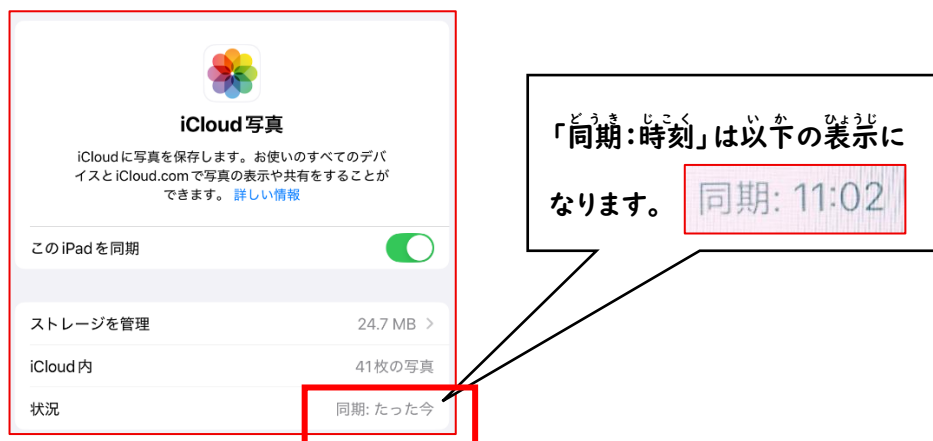 iCloud写真
iCloudに写真を保存します。お使いのすべてのデバ
イスとiCloud.comで写真の表示や共有をすることが
できます。 詳しい情報
このiPadを同期
ストレージを管理 24.7 MB >
iCloud内 41枚の写真
状況 同期: たった今
どうき じこく いか ひょうじ
「同期:時刻」は以下の表示に
なります。 同期: 11:02